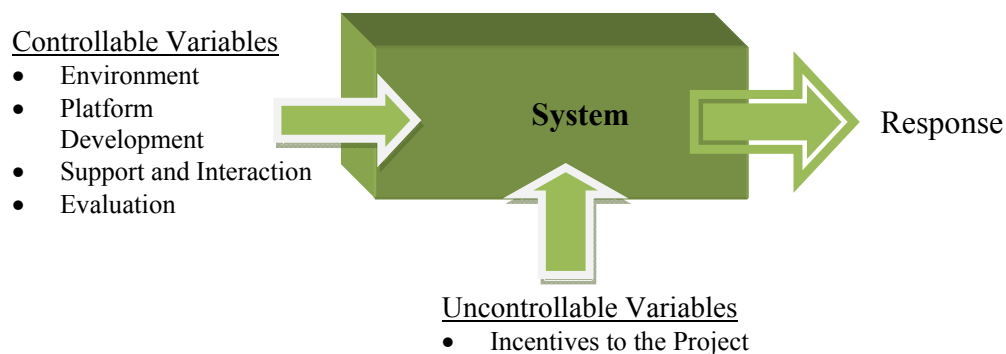 Controllable Variables
• Environment
• Platform
Development
• Support and Interaction
• Evaluation
System
Response
Uncontrollable Variables
• Incentives to the Project